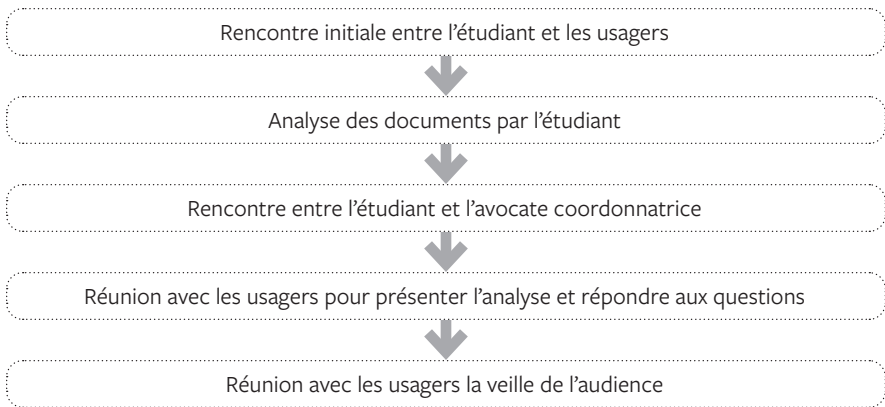 Rencontre initiale entre l’étudiant et les usagers
Analyse des documents par l’étudiant
Rencontre entre l’étudiant et l’avocate coordonnatrice
Réunion avec les usagers pour présenter l’analyse et répondre aux questions
Réunion avec les usagers la veille de l’audience